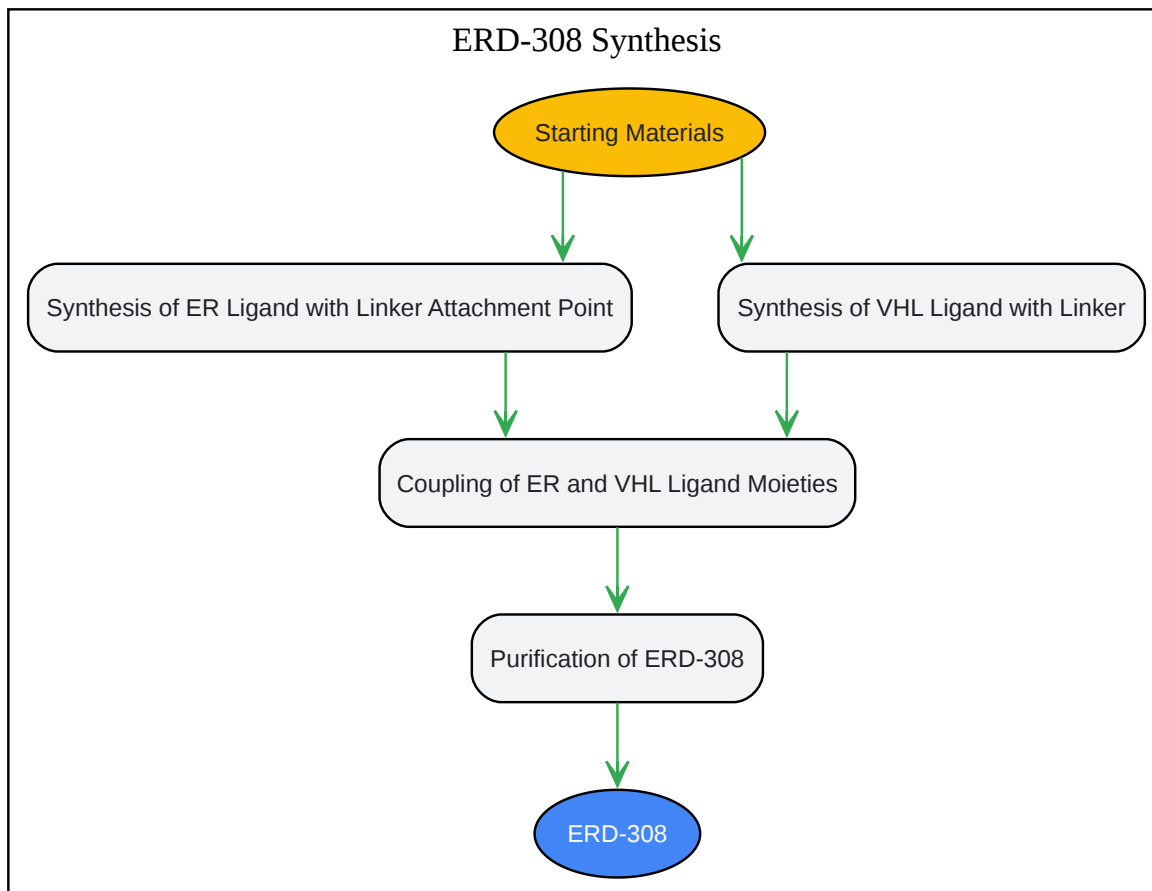 ERD-308 Synthesis
Starting Materials
Synthesis of ER Ligand with Linker Attachment Point
Synthesis of VHL Ligand with Linker
Coupling of ER and VHL Ligand Moieties
Purification of ERD-308
ERD-308